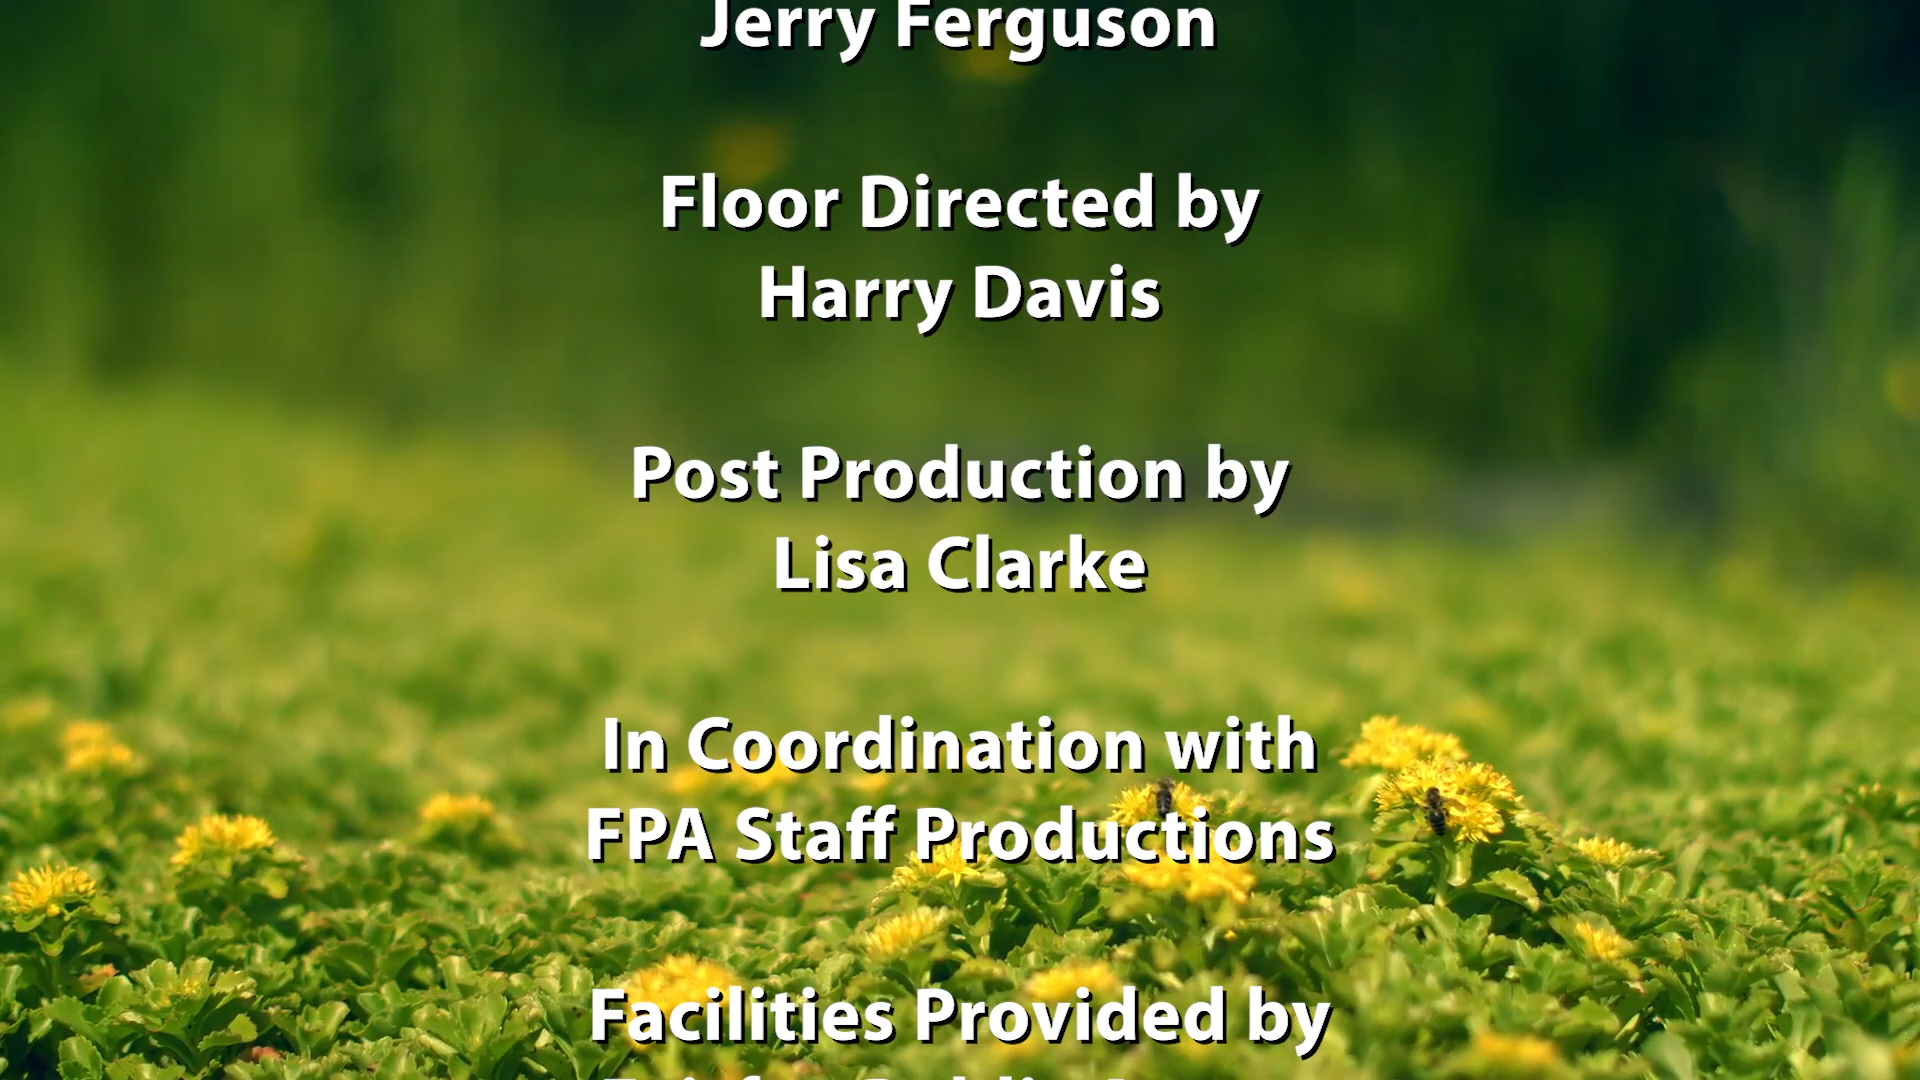 Jerry Ferguson
Floor Directed by
Harry Davis
Post Production by
Lisa Clarke
In Coordination with
FPA Staff Productions
Facilities Provided by